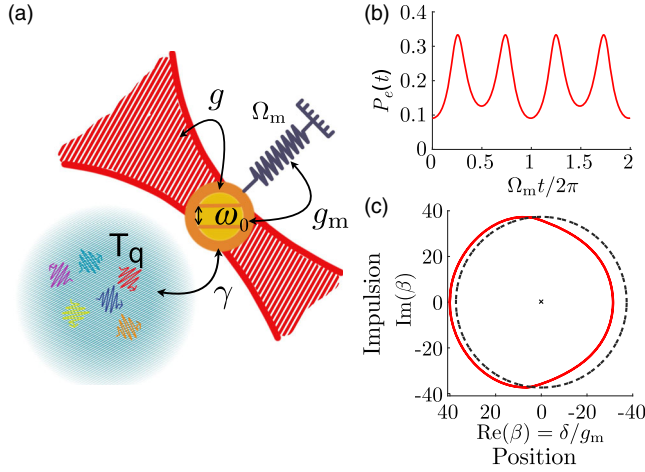 (a)
g
Ωm
gm
ω0
Tq
γ
(b)
Pe(t)
0.4
0.3
0.2
0.1
0
0
0.5
1
1.5
2
Ωmt/2π
(c)
Impulsion
Im(β)
40
20
0
-20
-40
40
20
0
-20
-40
Re(β) = δ/gm
Position